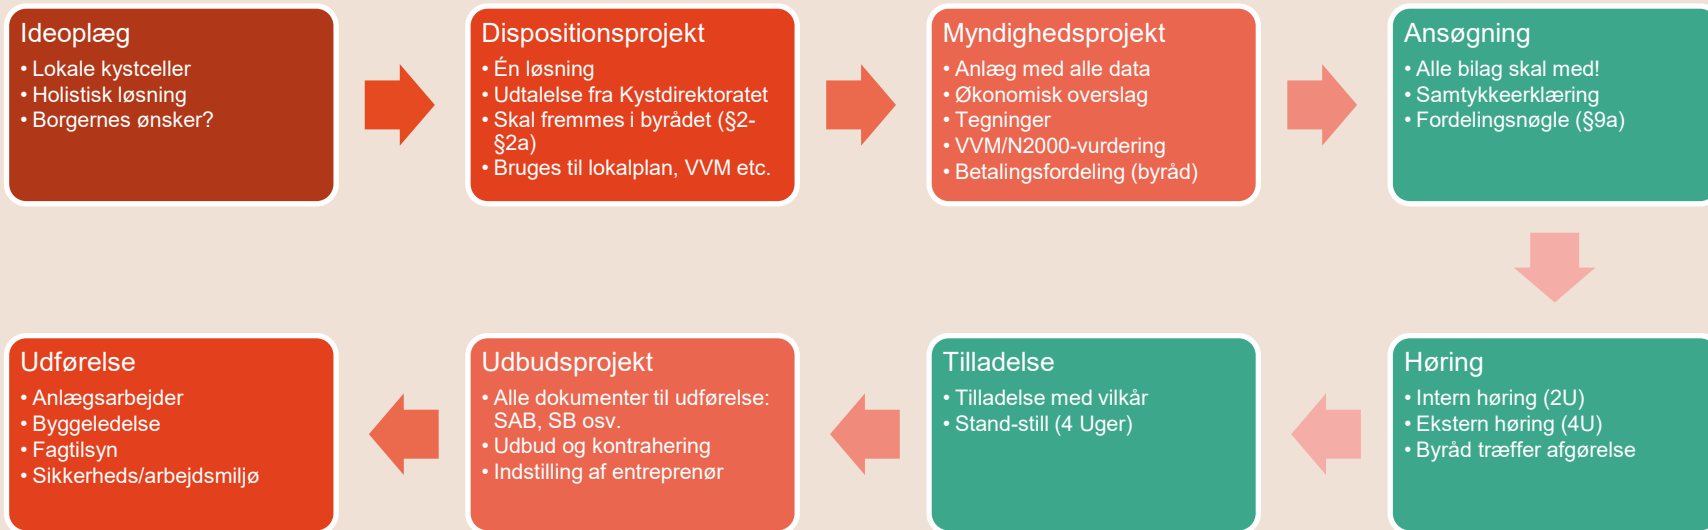 Ideoplæg
• Lokale kystceller
• Holistisk løsning
• Borgernes ønsker?
Dispositionsprojekt
• Én løsning
• Udtalelse fra Kystdirektoratet
• Skal fremmes i byrådet (§2-
§2a)
• Bruges til lokalplan, VVM etc.
Myndighedsprojekt
• Anlæg med alle data
• Økonomisk overslag
• Tegninger
• VVM/N2000-vurdering
• Betalingsfordeling (byråd)
Ansøgning
• Alle bilag skal med!
• Samtykkeerklæring
• Fordelingsnøgle (§9a)
Høring
• Intern høring (2U)
• Ekstern høring (4U)
• Byråd træffer afgørelse
Tilladelse
• Tilladelse med vilkår
• Stand-still (4 Uger)
Udbudsprojekt
• Alle dokumenter til udførelse:
SAB, SB osv.
• Udbud og kontrahering
• Indstilling af entreprenør
Udførelse
• Anlægsarbejder
• Byggeledelse
• Fagtilsyn
• Sikkerheds/arbejdsmiljø